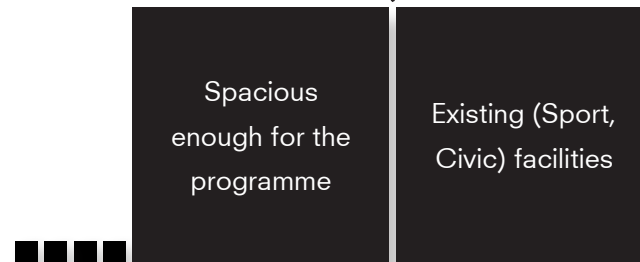 Spacious
enough for the
programme
Existing (Sport,
Civic) facilities